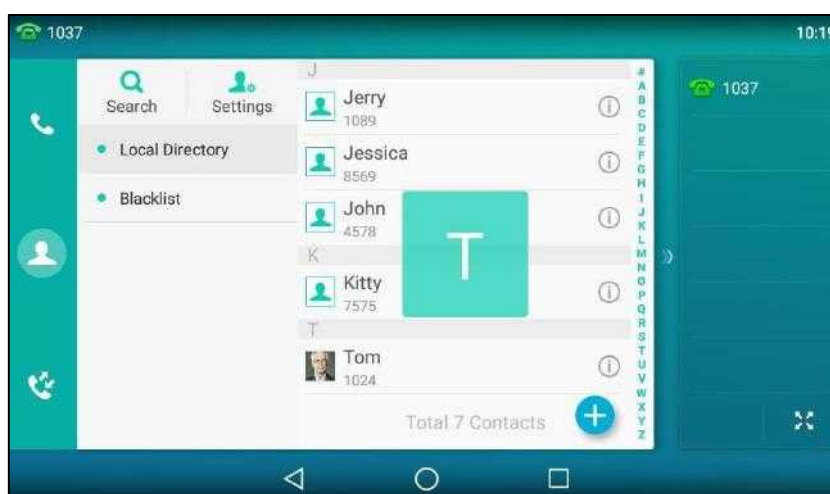 1037
10:19
Search
Settings
Local Directory
Blacklist
J
Jerry
1089
Jessica
8569
John
4578
K
Kitty
7575
T
Tom
1024
Total 7 Contacts
T
#
A
B
C
D
E
F
G
H
I
J
K
L
M
N
O
P
Q
R
S
T
U
V
W
X
Y
Z
1037